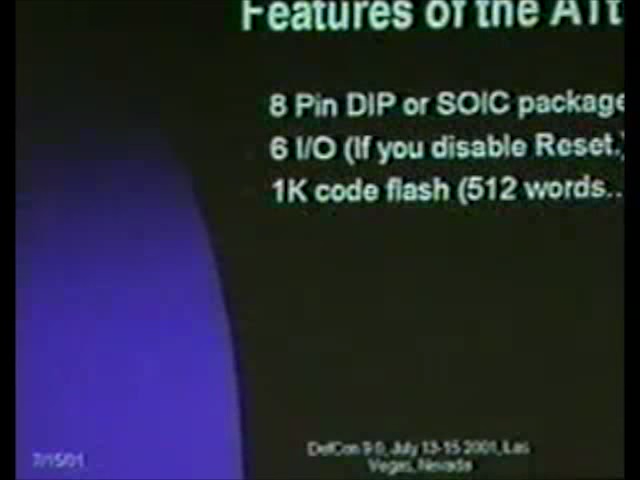 Features of the ATt
8 Pin DIP or SOIC package
6 I/O (If you disable Reset.)
1K code flash (512 words..
7/15/01
DefCon 9.0, July 13-15 2001, Las
Vegas, Nevada